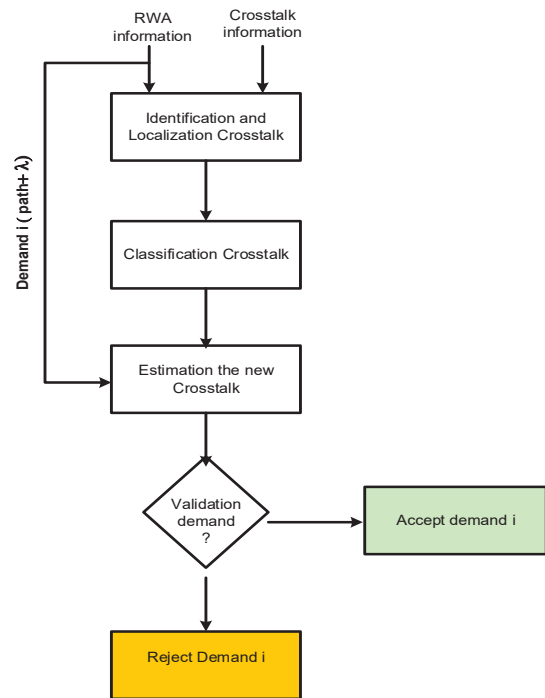 RWA
information
Crosstalk
information
Identification and
Localization Crosstalk
Demand i ( path+ λ)
Classification Crosstalk
Estimation the new
Crosstalk
Validation
demand
?
Accept demand i
Reject Demand i